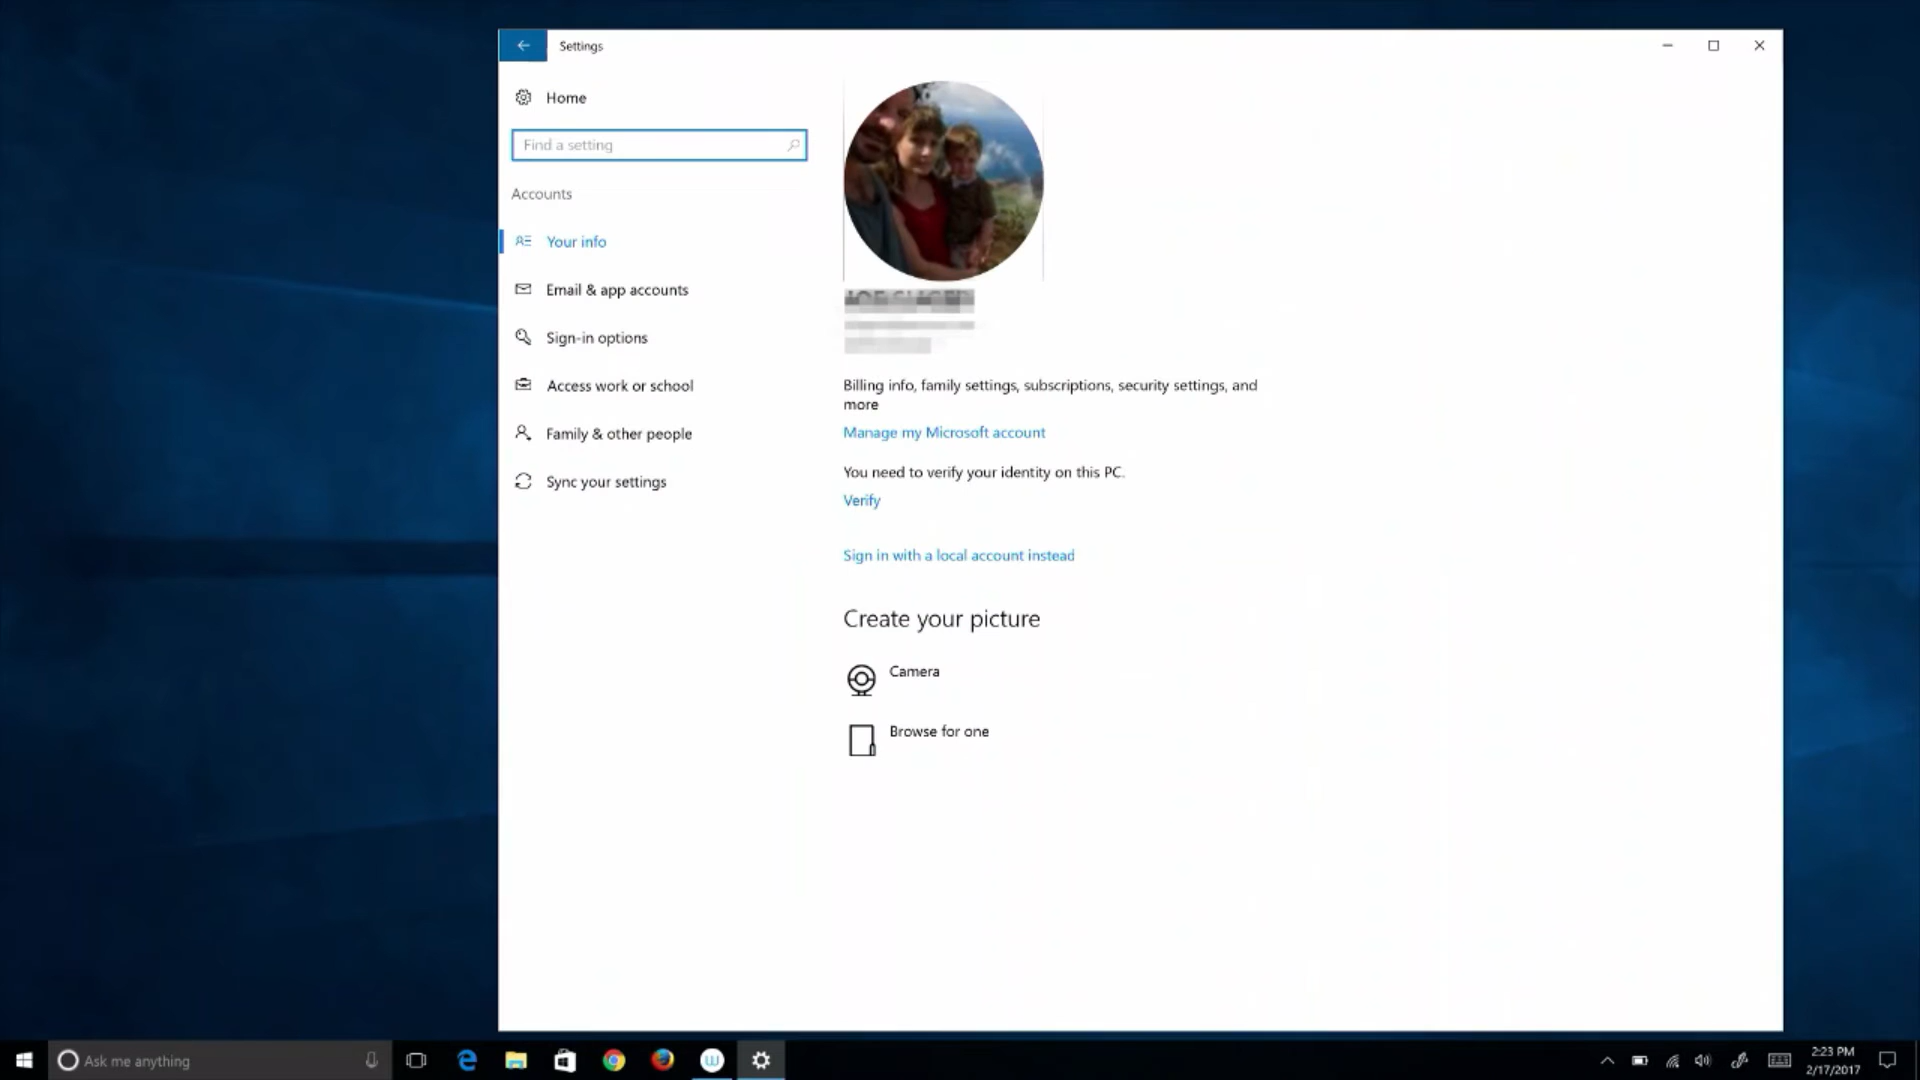 Settings
Home
Find a setting
Accounts
Your info
Email & app accounts
Sign-in options
Access work or school
Family & other people
Sync your settings
Billing info, family settings, subscriptions, security settings, and
more
Manage my Microsoft account
You need to verify your identity on this PC.
Verify
Sign in with a local account instead
Create your picture
Camera
Browse for one
Ask me anything
2:23 PM
2/17/2017